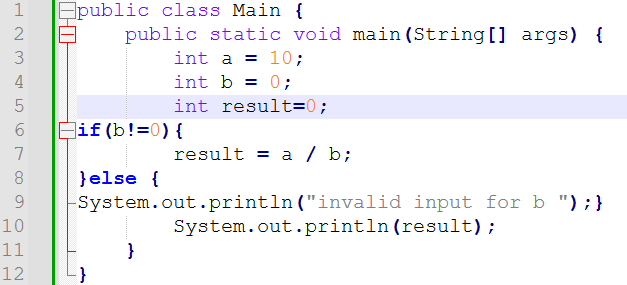 1 public class Main {
2     public static void main(String[] args) {
3         int a = 10;
4         int b = 0;
5         int result=0;
6 if(b!=0){
7         result = a / b;
8 }else {
9 System.out.println("invalid input for b ");}
10         System.out.println(result);
11     }
12 }